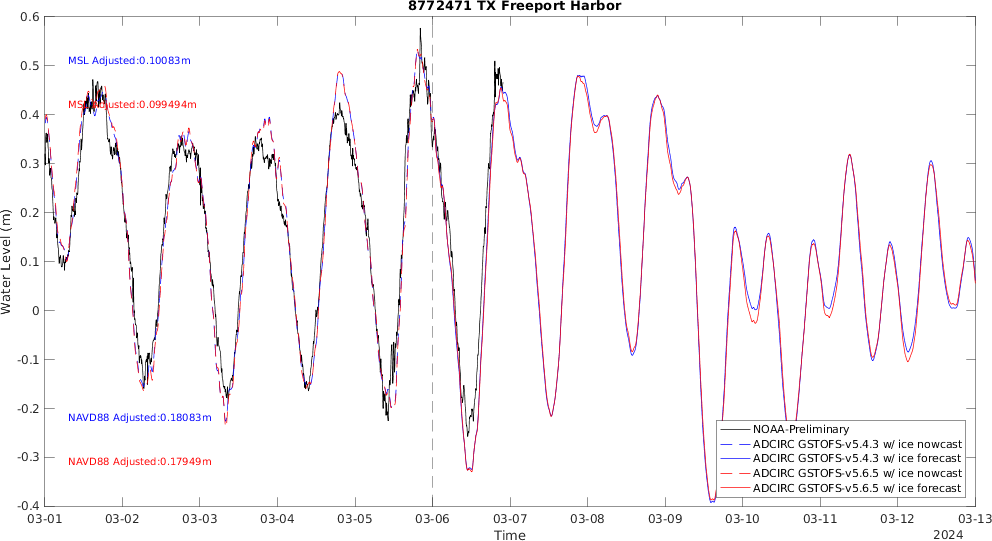 8772471 TX Freeport Harbor
0.6
0.5
0.4
0.3
0.2
0.1
0
-0.1
-0.2
-0.3
-0.4
Water Level (m)
MSL Adjusted:0.10083m
MSL Adjusted:0.099494m
NAVD88 Adjusted:0.18083m
NAVD88 Adjusted:0.17949m
NOAA-Preliminary
ADCIRC GSTOFS-v5.4.3 w/ ice nowcast
ADCIRC GSTOFS-v5.4.3 w/ ice forecast
ADCIRC GSTOFS-v5.6.5 w/ ice nowcast
ADCIRC GSTOFS-v5.6.5 w/ ice forecast
03-01 03-02 03-03 03-04 03-05 03-06 03-07 03-08 03-09 03-10 03-11 03-12 03-13
Time
2024